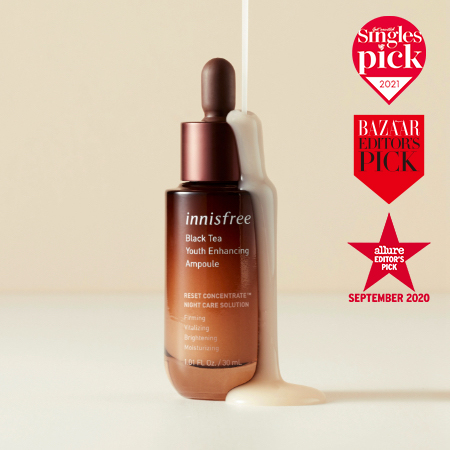 innisfree
Black Tea
Youth Enhancing
Ampoule
RESET CONCENTRATE™
NIGHT CARE SOLUTION
Firming
Vitalizing
Brightening
Moisturizing
1.01 Fl. Oz. / 30 mL
Singles
pick
2021
BAZAAR
EDITOR'S
PICK
allure
EDITOR'S
PICK
SEPTEMBER 2020